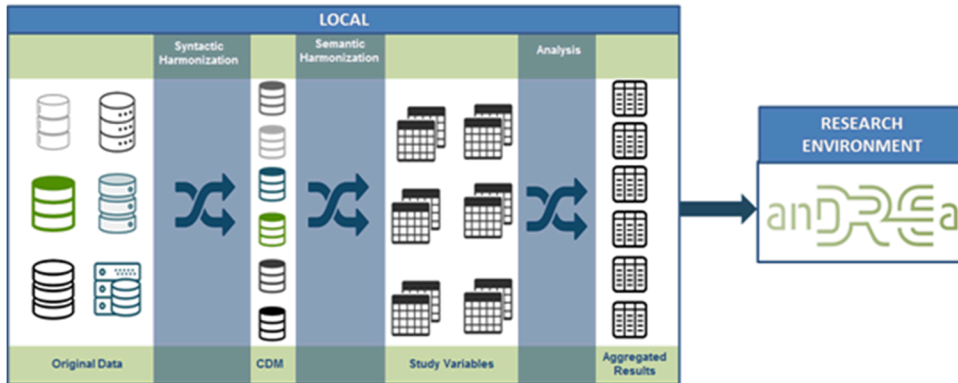 LOCAL
Syntactic
Harmonization
Semantic
Harmonization
Analysis
RESEARCH
ENVIRONMENT
anDREa
Original Data
CDM
Study Variables
Aggregated
Results